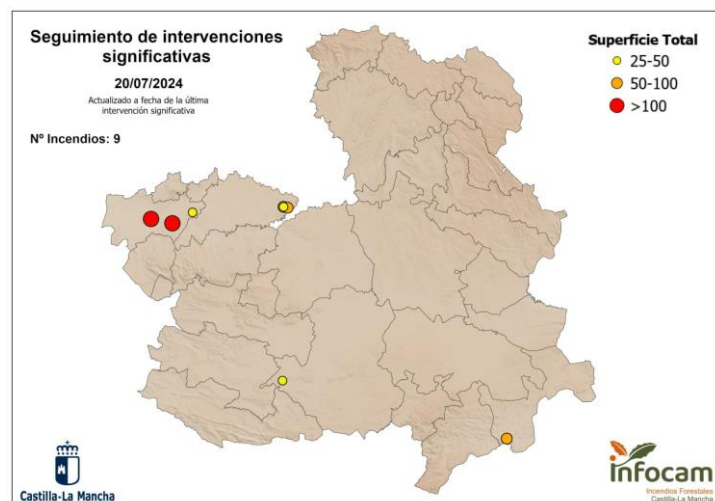 Seguimiento de intervenciones
significativas
20/07/2024
Actualizado a fecha de la última
intervención significativa
Nº Incendios: 9
Superficie Total
25-50
50-100
>100
Castilla-La Mancha
infocam
Incendios Forestales
Castilla-La Mancha